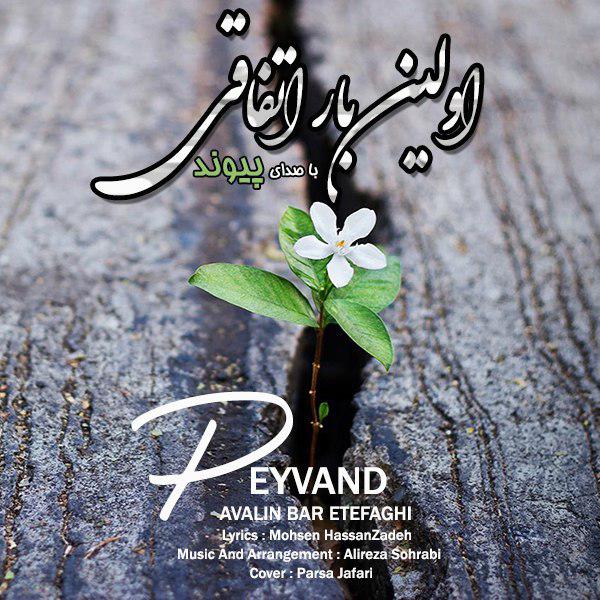 اولین بار اتفاقی
با صدای پیوند
PEYVAND
AVALIN BAR ETEFAGHI
Lyrics : Mohsen HassanZadeh
Music And Arrangement : Alireza Sohrabi
Cover : Parsa Jafari